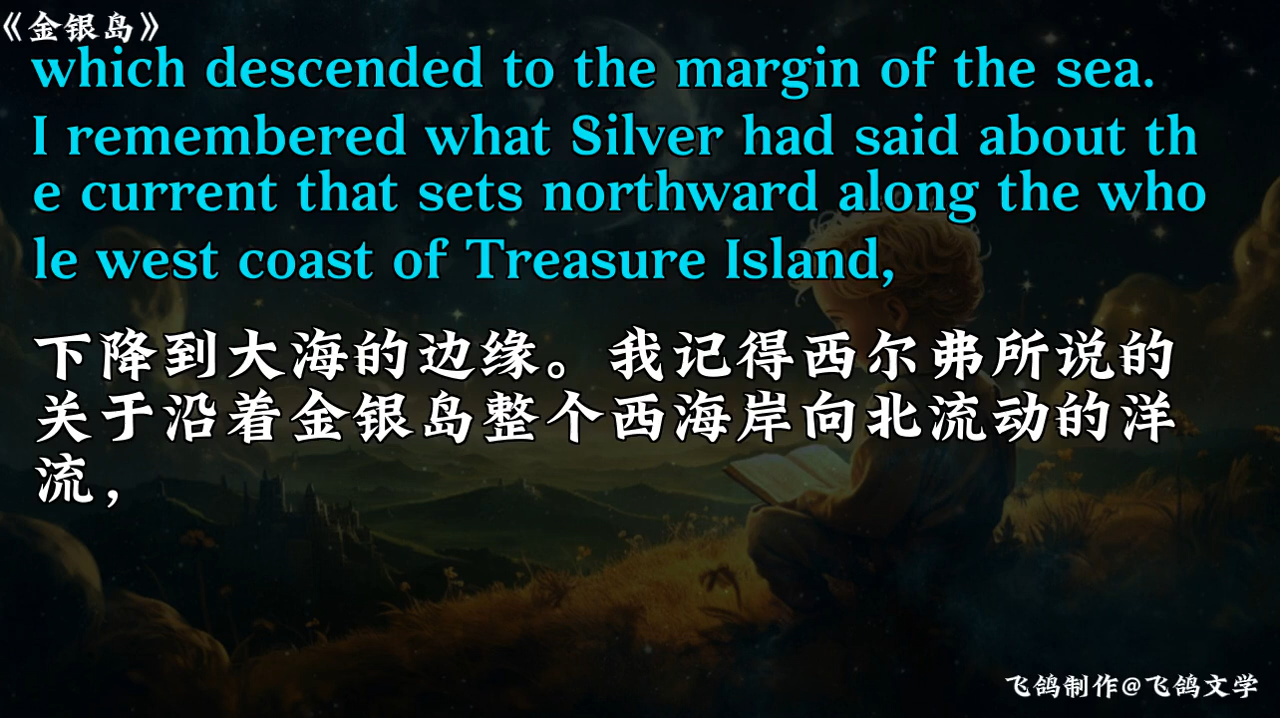 《金银岛》
which descended to the margin of the sea.
I remembered what Silver had said about th
e current that sets northward along the who
le west coast of Treasure Island,
下降到大海的边缘。我记得西尔弗所说的
关于沿着金银岛整个西海岸向北流动的洋
流，
飞鸽制作@飞鸽文学